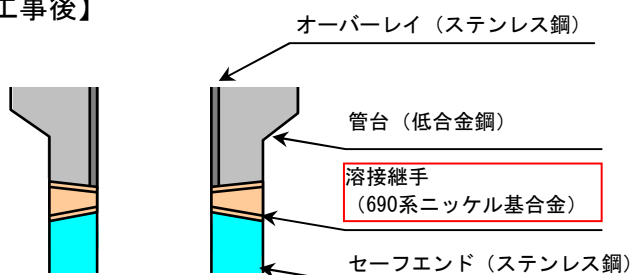 工事後】
オーバーレイ（ステンレス鋼）
管台（低合金鋼）
溶接継手
（690系ニッケル基合金）
セーフエンド（ステンレス鋼）